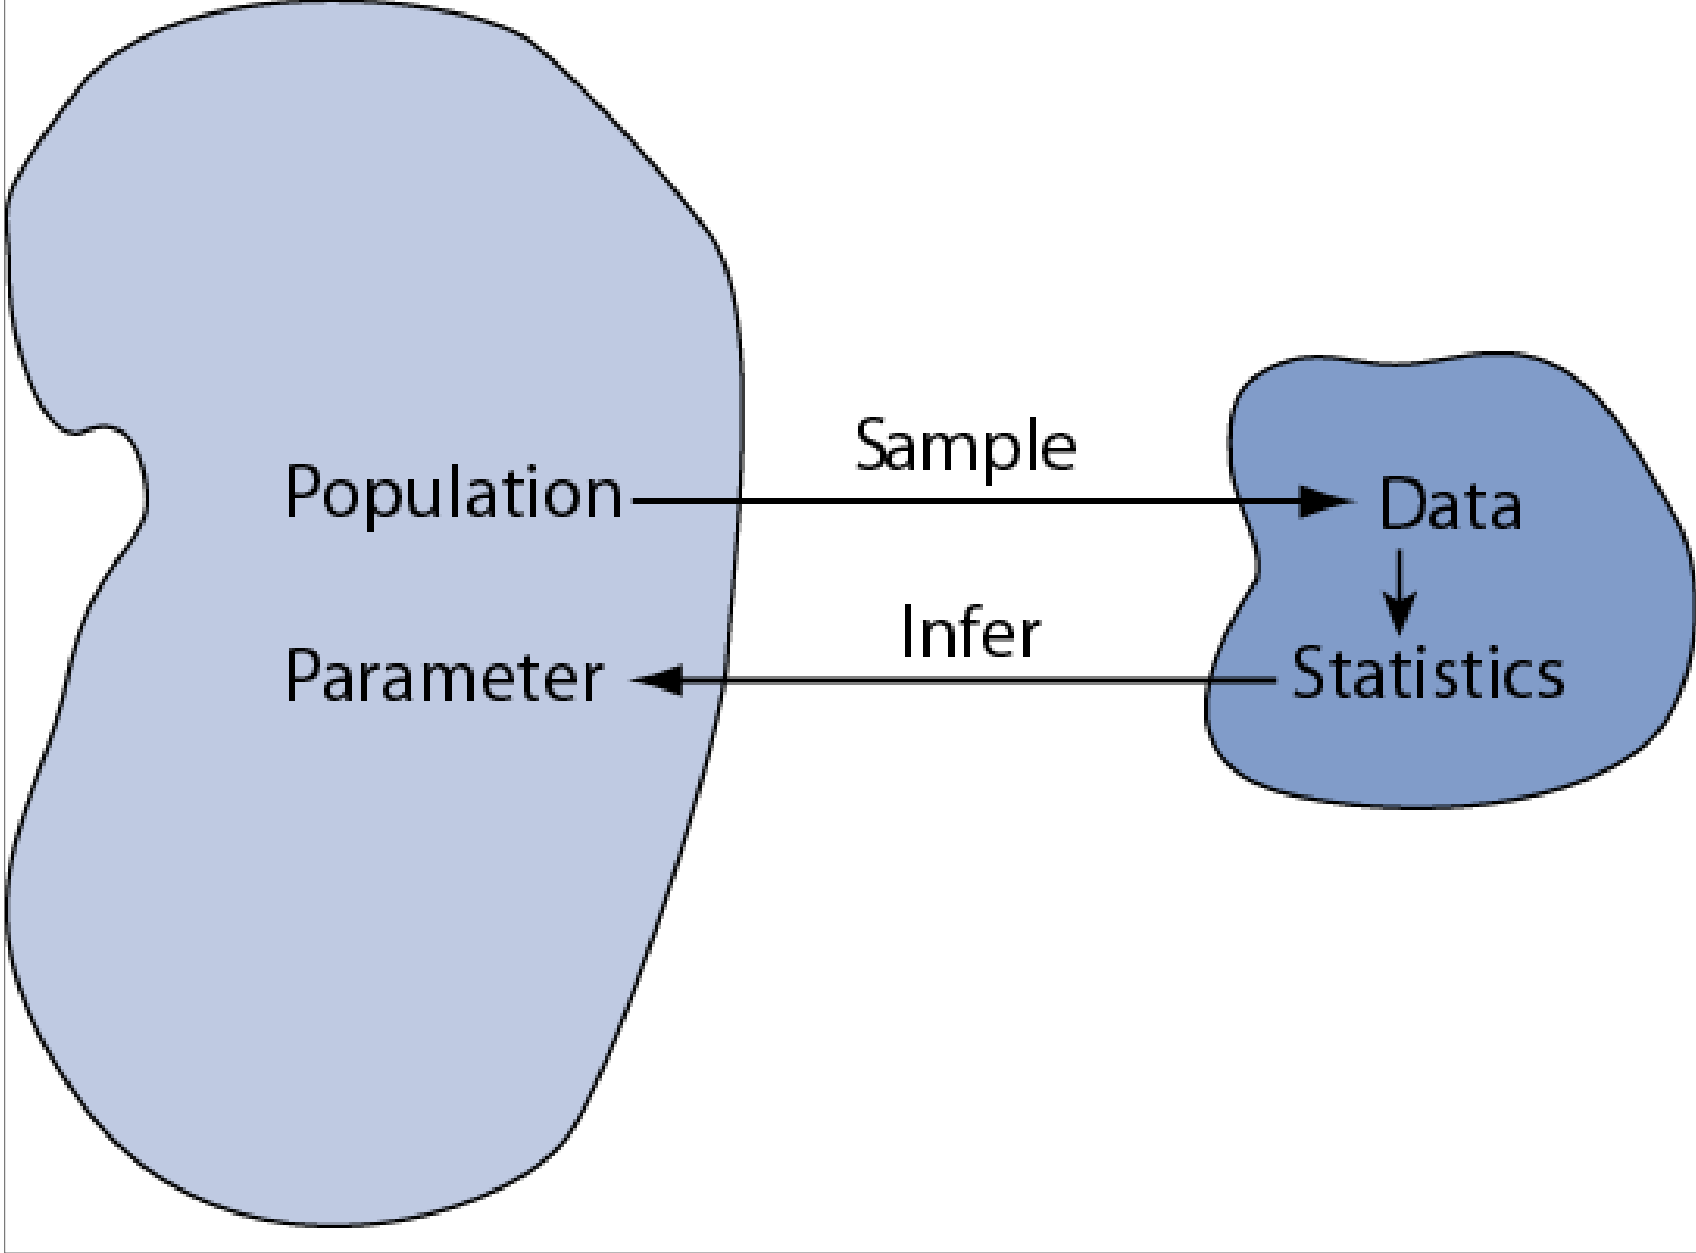 Sample
Population
Data
Infer
Parameter
Statistics